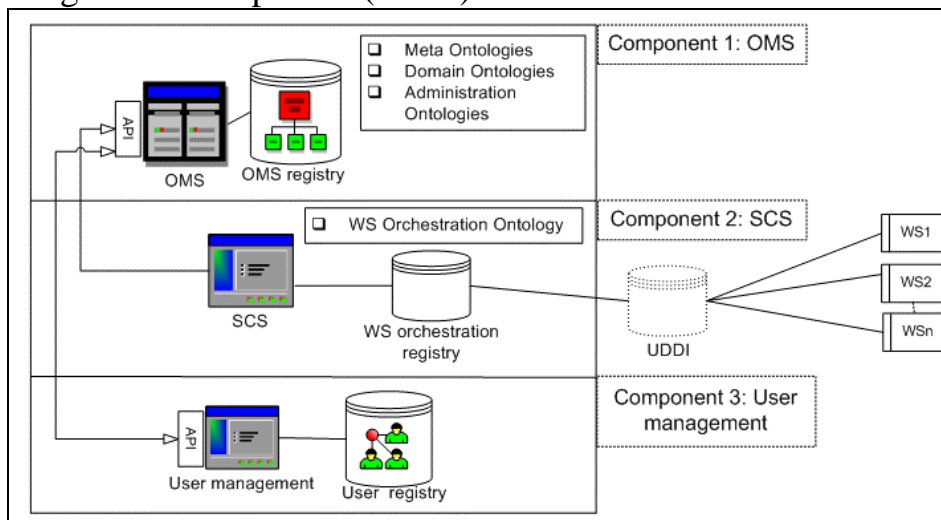 Meta Ontologies
Domain Ontologies
Administration
Ontologies
Component 1: OMS
API
OMS
OMS registry
WS Orchestration Ontology
Component 2: SCS
WS1
WS2
WSn
SCS
WS orchestration
registry
UDDI
Component 3: User
management
API
User management
User registry